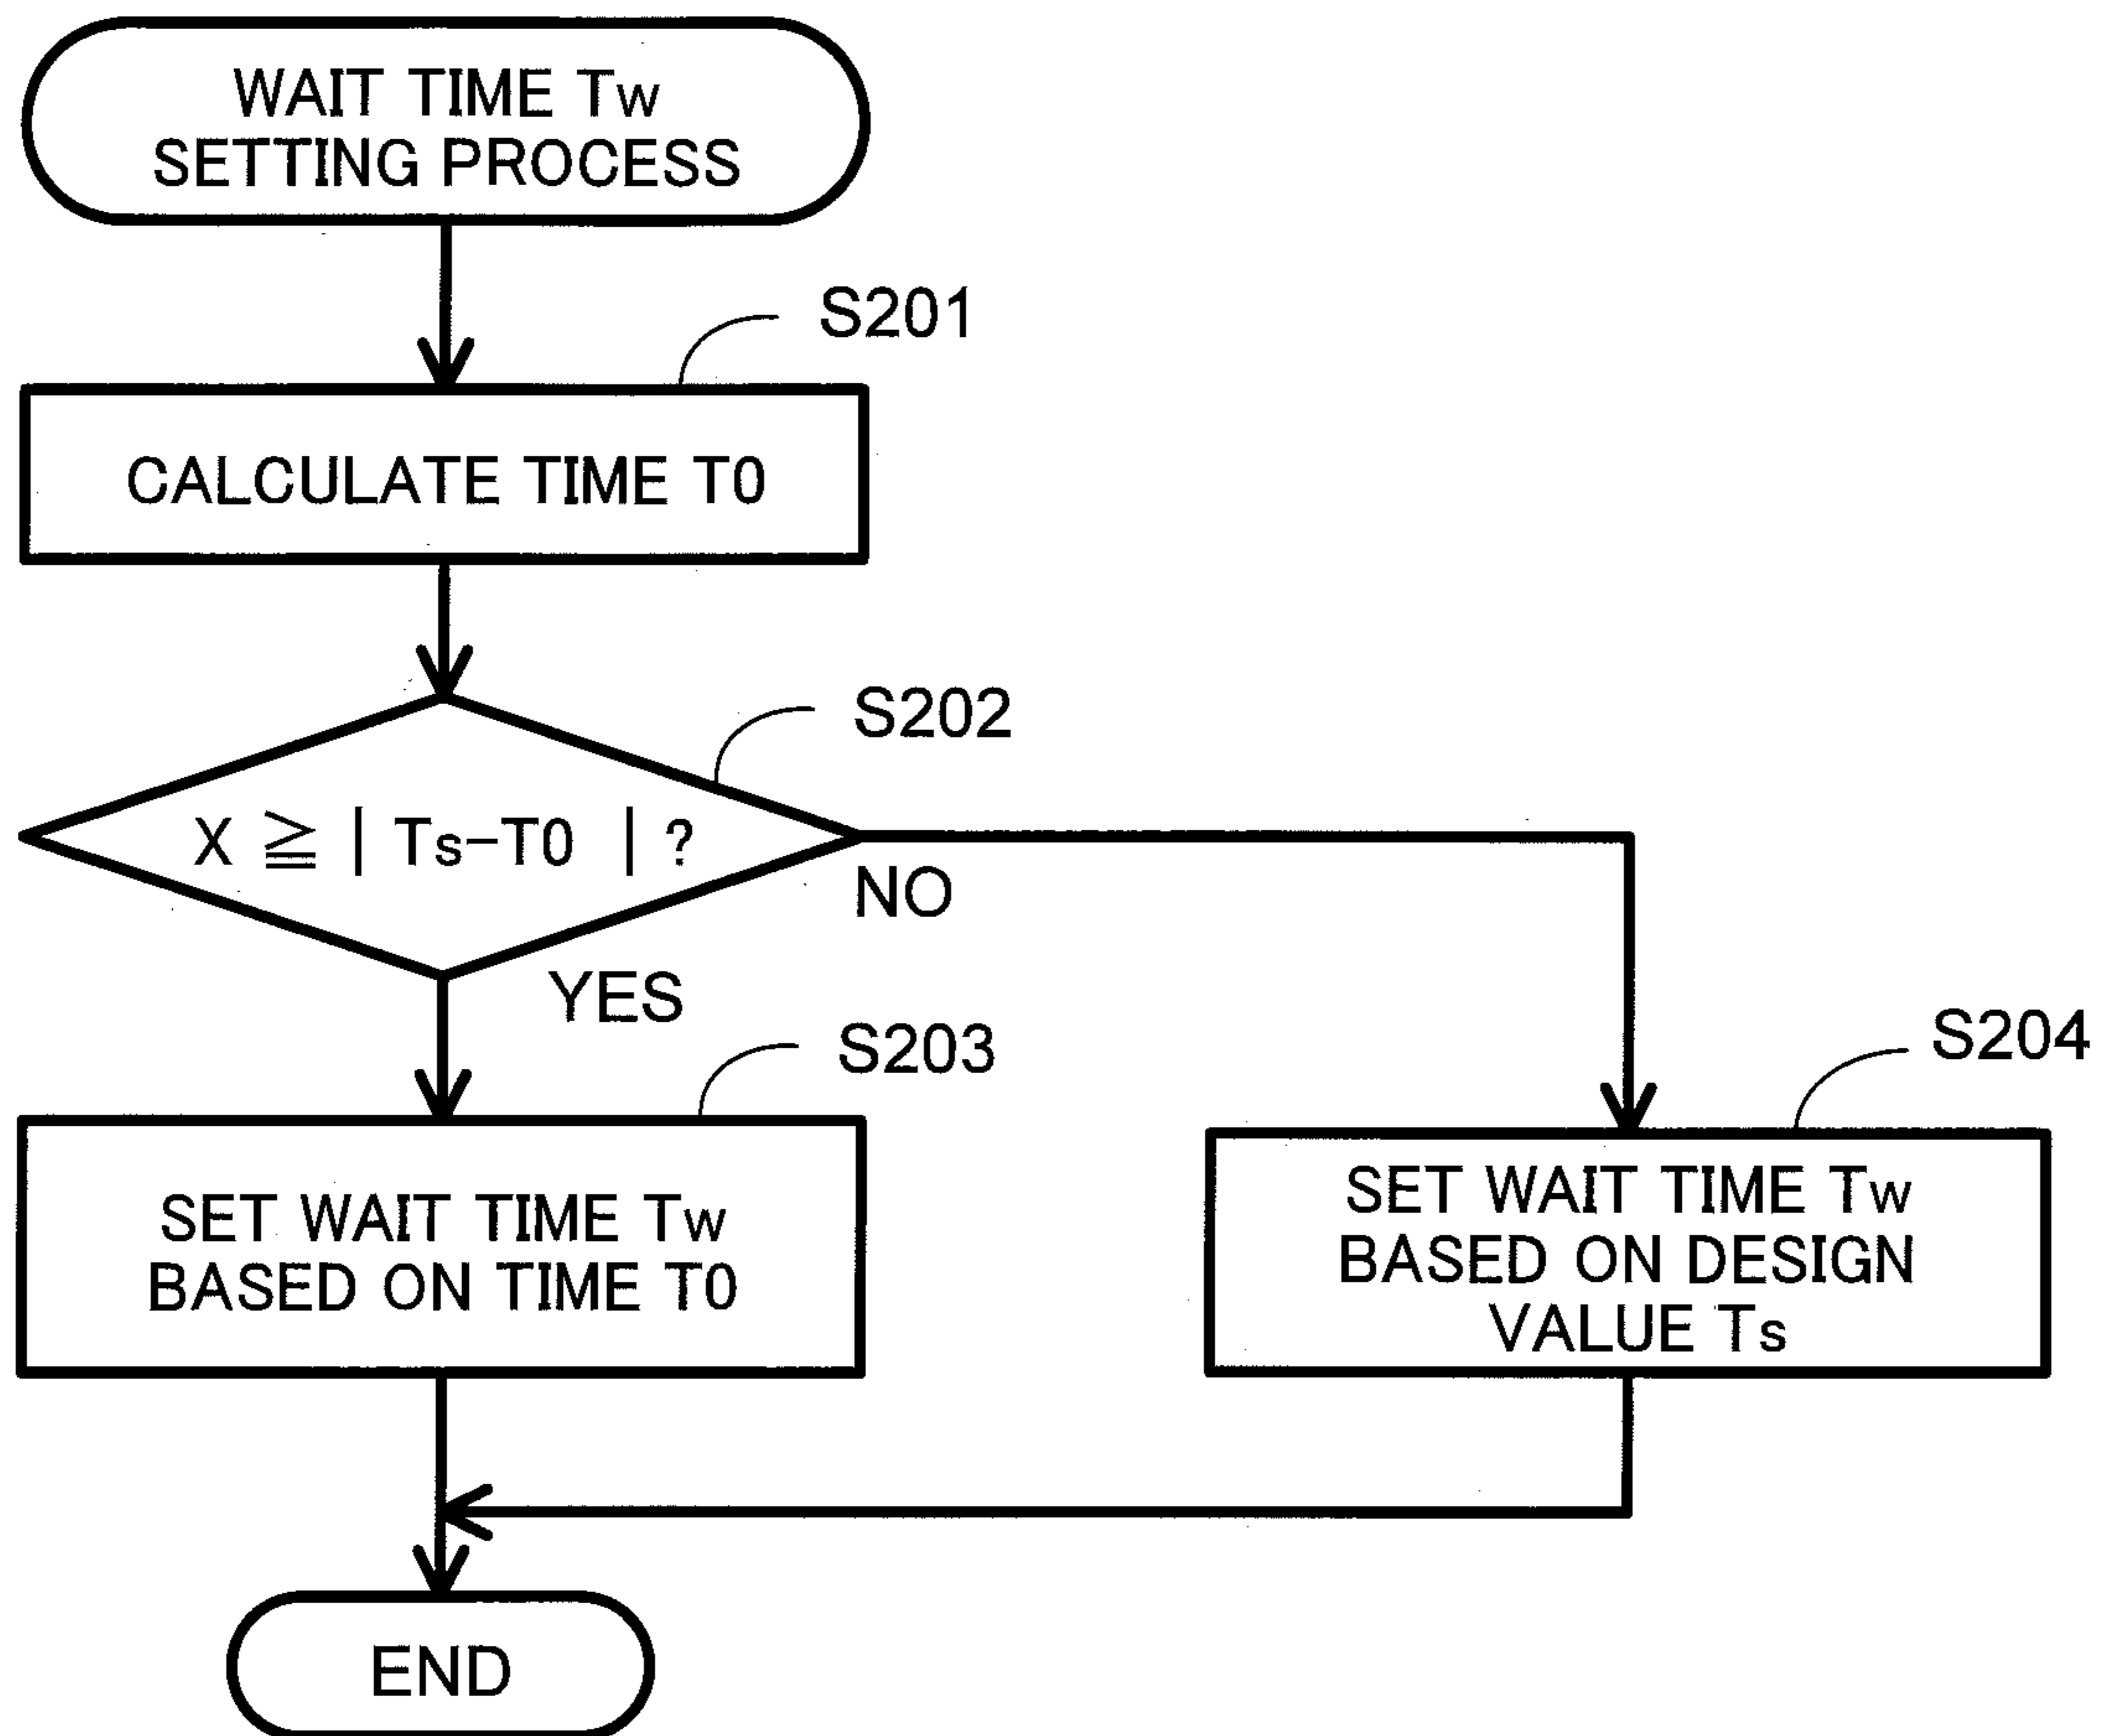 WAIT TIME Tw
SETTING PROCESS
S201
CALCULATE TIME T0
S202
X ≧ | Ts-T0 | ?
NO
YES
S203
S204
SET WAIT TIME Tw
BASED ON TIME T0
SET WAIT TIME Tw
BASED ON DESIGN
VALUE Ts
END